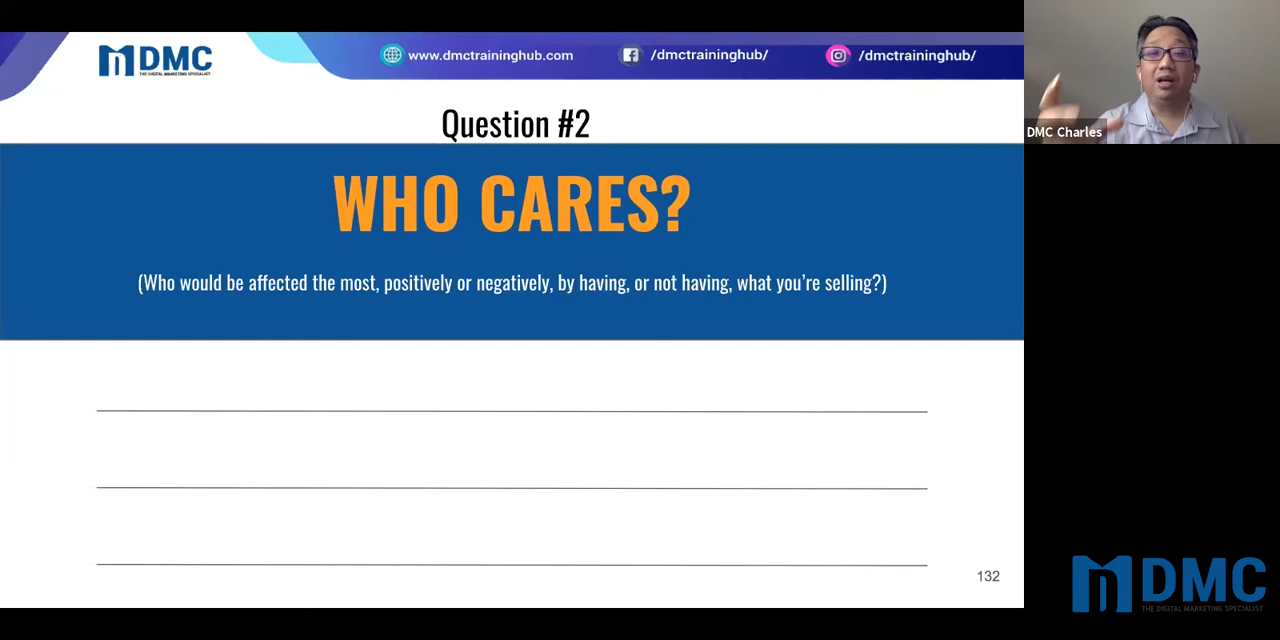 DMC
THE DIGITAL MARKETING SPECIALIST
www.dmctraininghub.com
/dmctraininghub/
/dmctraininghub/
DMC Charles
Question #2
WHO CARES?
(Who would be affected the most, positively or negatively, by having, or not having, what you're selling?)
132
DMC
THE DIGITAL MARKETING SPECIALIST